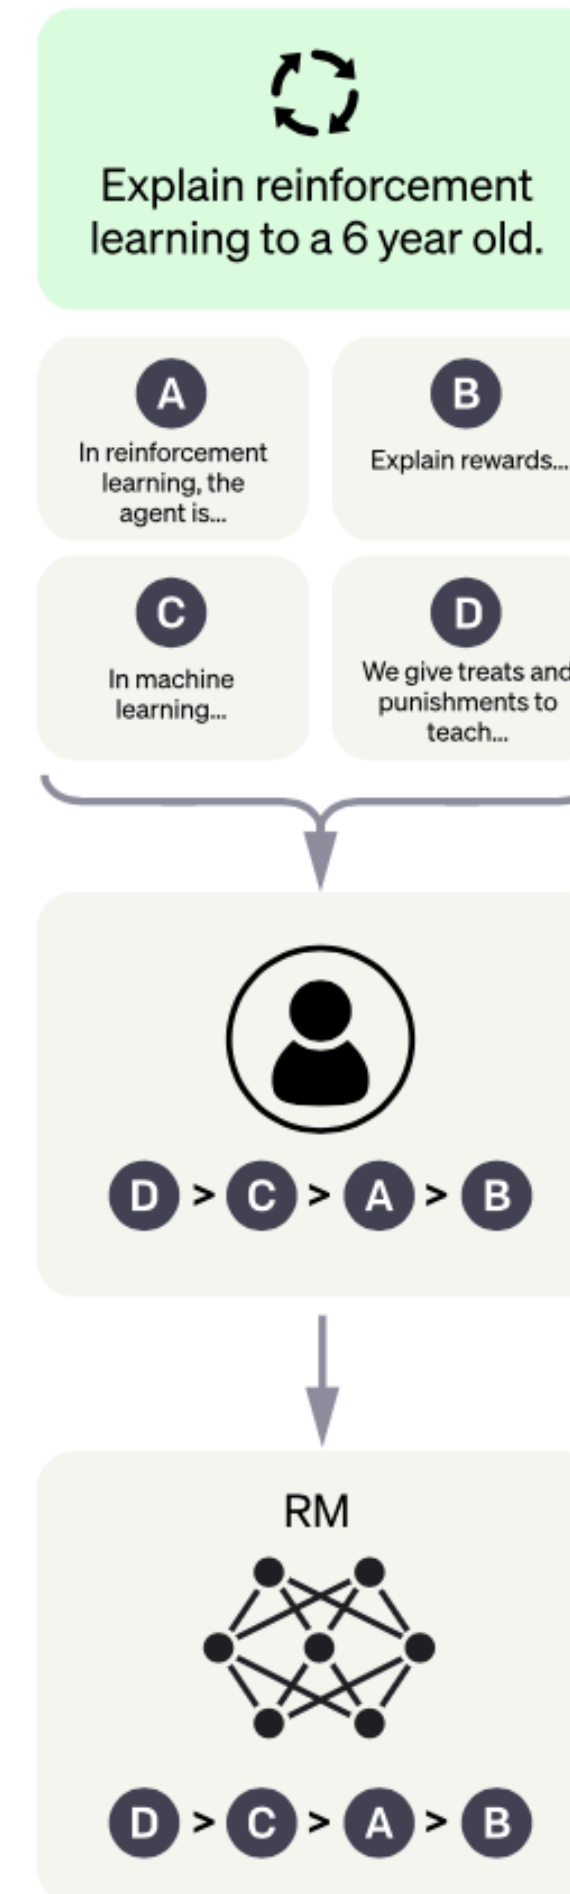 Explain reinforcement
learning to a 6 year old.
A
In reinforcement
learning, the
agent is...
B
Explain rewards...
C
In machine
learning...
D
We give treats and
punishments to
teach...
D > C > A > B
RM
D > C > A > B